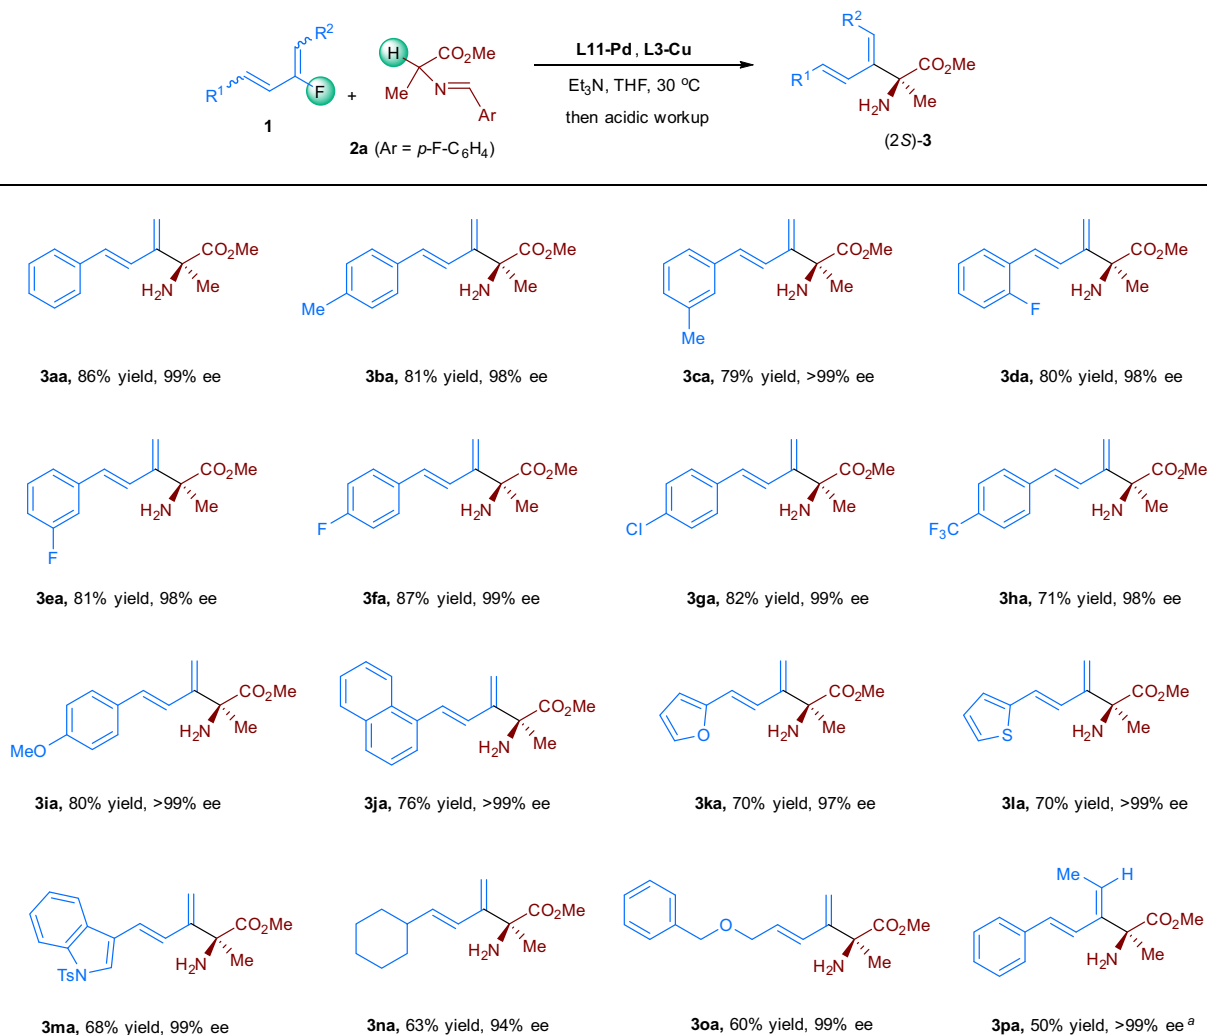 R² R¹ F 1
+
H CO₂Me Me N Ar
2a (Ar = p-F-C₆H₄)
L11-Pd , L3-Cu
Et₃N, THF, 30 °C
then acidic workup
R² R¹ CO₂Me H₂N Me
(2S)-3
CO₂Me H₂N Me
Me CO₂Me H₂N Me
Me CO₂Me H₂N Me
F CO₂Me H₂N Me
3aa, 86% yield, 99% ee
3ba, 81% yield, 98% ee
3ca, 79% yield, >99% ee
3da, 80% yield, 98% ee
F CO₂Me H₂N Me
F CO₂Me H₂N Me
Cl CO₂Me H₂N Me
F₃C CO₂Me H₂N Me
3ea, 81% yield, 98% ee
3fa, 87% yield, 99% ee
3ga, 82% yield, 99% ee
3ha, 71% yield, 98% ee
MeO CO₂Me H₂N Me
CO₂Me H₂N Me
O CO₂Me H₂N Me
S CO₂Me H₂N Me
3ia, 80% yield, >99% ee
3ja, 76% yield, >99% ee
3ka, 70% yield, 97% ee
3la, 70% yield, >99% ee
TsN CO₂Me H₂N Me
CO₂Me H₂N Me
O CO₂Me H₂N Me
Me H CO₂Me H₂N Me
3ma, 68% yield, 99% ee
3na, 63% yield, 94% ee
3oa, 60% yield, 99% ee
3pa, 50% yield, >99% ee ᵃ